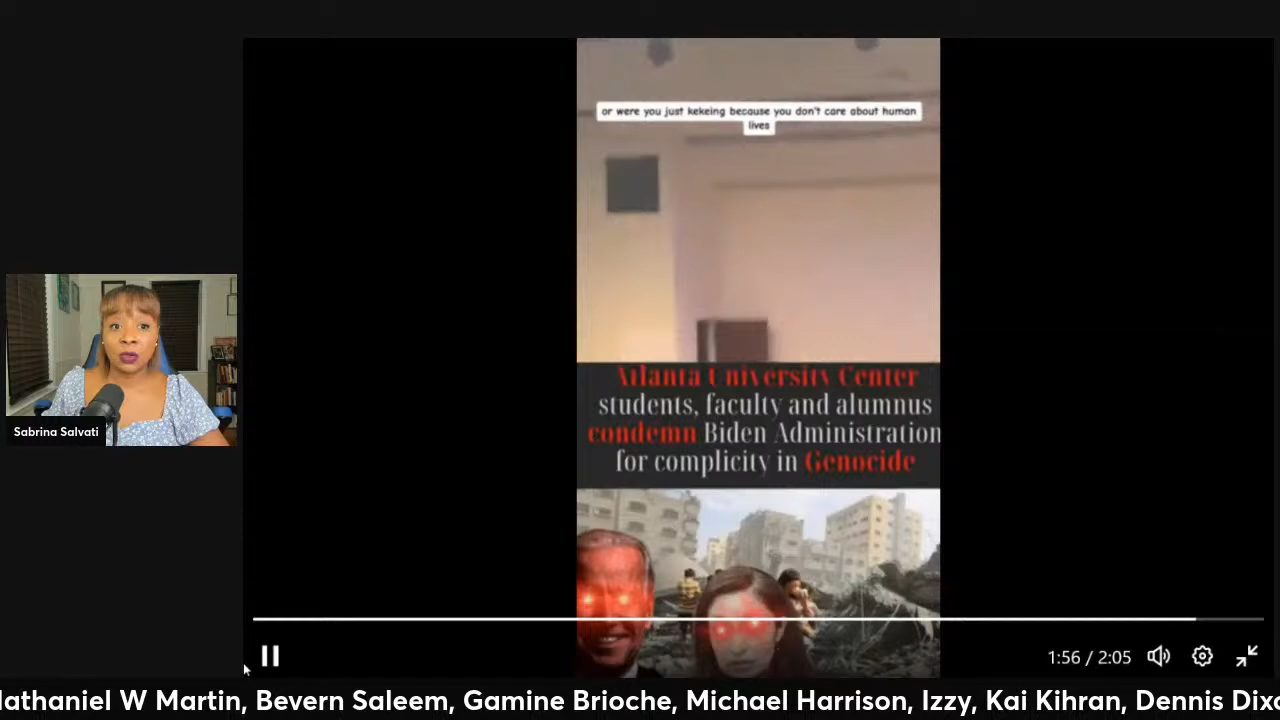 or were you just kekeing because you don't care about human
lives
Atlanta University Center
students, faculty and alumnus
condemn Biden Administration
for complicity in Genocide
Sabrina Salvati
1:56 / 2:05
Nathaniel W Martin, Bevern Saleem, Gamine Brioche, Michael Harrison, Izzy, Kai Kihran, Dennis